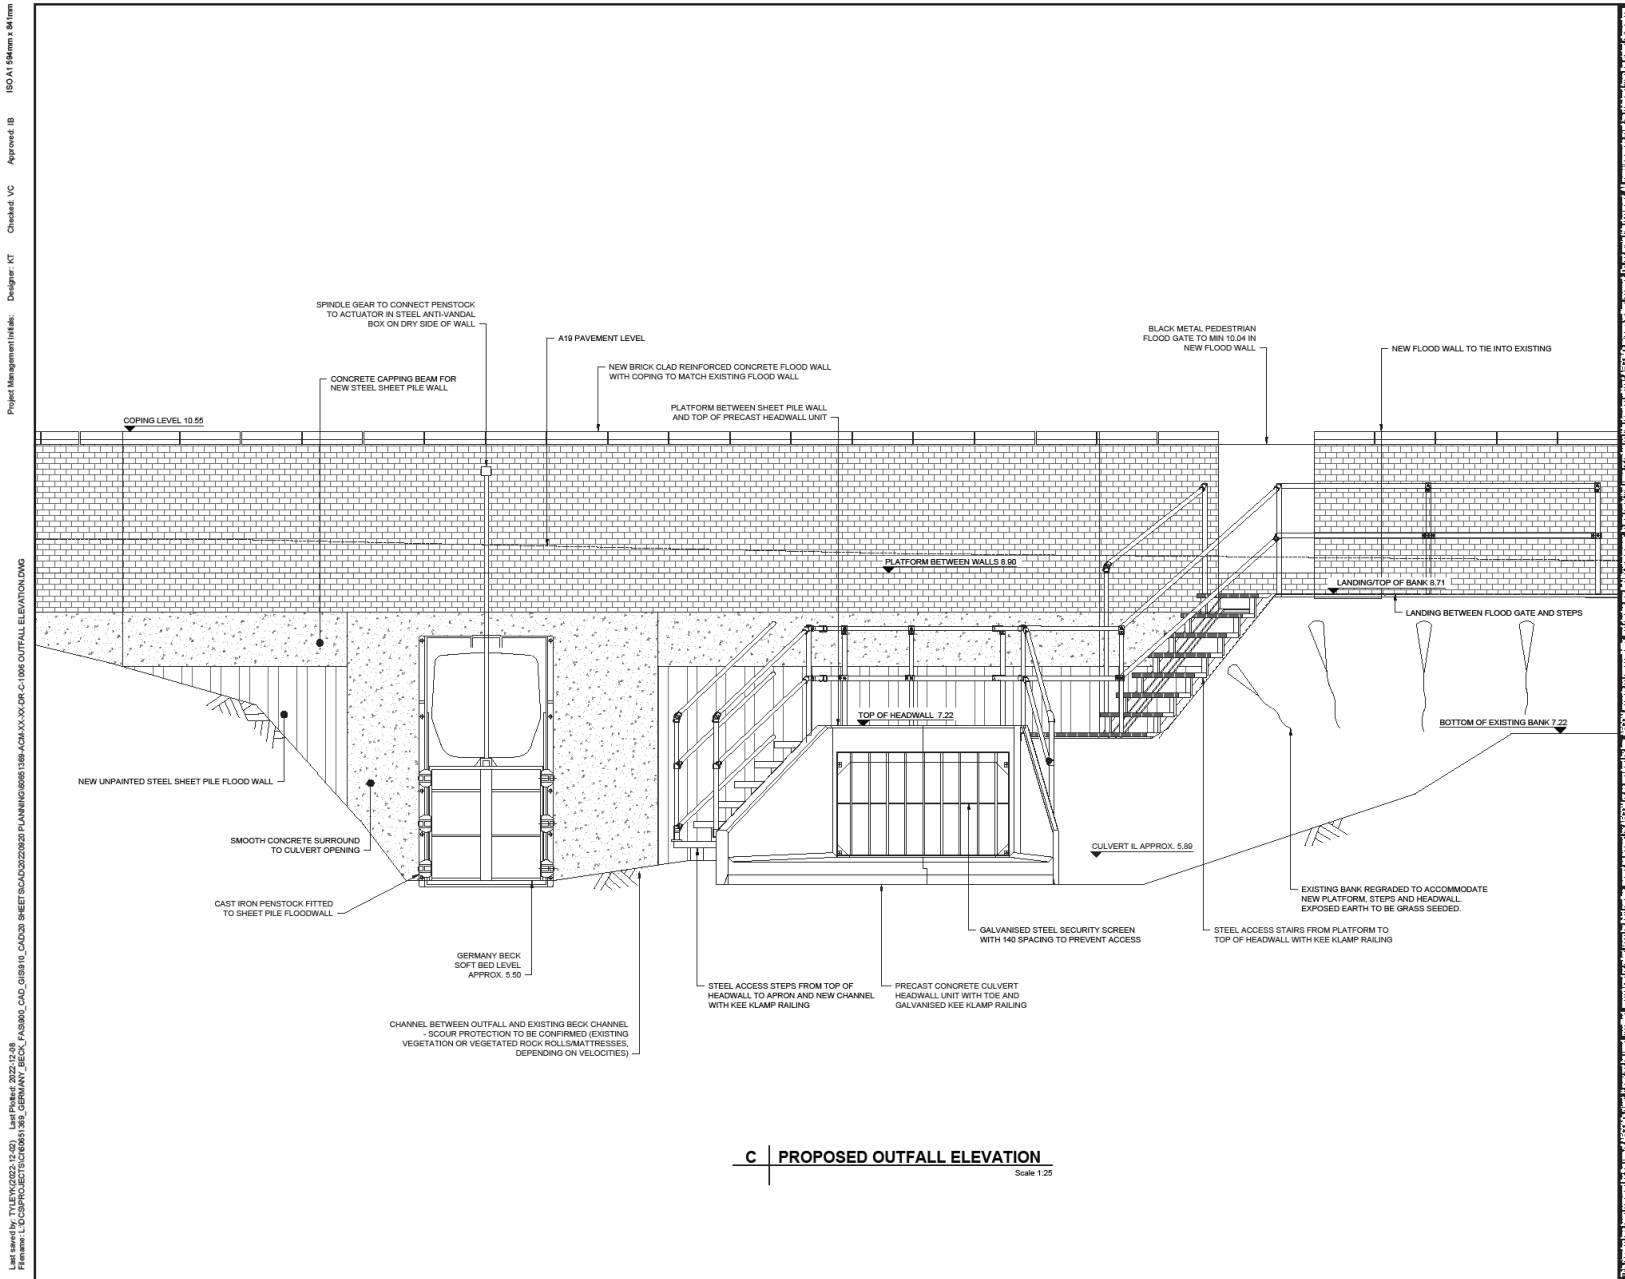 ISO A1 594mm x 841mm
Approved: IB
Checked: VC
Designer: KT
Project Management Initials:
SPINDLE GEAR TO CONNECT PENSTOCK
TO ACTUATOR IN STEEL ANTI-VANDAL
BOX ON DRY SIDE OF WALL
A19 PAVEMENT LEVEL
BLACK METAL PEDESTRIAN
FLOOD GATE TO MIN 10.04 IN
NEW FLOOD WALL
NEW FLOOD WALL TO TIE INTO EXISTING
NEW BRICK CLAD REINFORCED CONCRETE FLOOD WALL
WITH COPING TO MATCH EXISTING FLOOD WALL
CONCRETE CAPPING BEAM FOR
NEW STEEL SHEET PILE WALL
PLATFORM BETWEEN SHEET PILE WALL
AND TOP OF PRECAST HEADWALL UNIT
COPING LEVEL 10.55
PLATFORM BETWEEN WALLS 8.90
LANDING/TOP OF BANK 8.71
LANDING BETWEEN FLOOD GATE AND STEPS
TOP OF HEADWALL 7.22
BOTTOM OF EXISTING BANK 7.22
NEW UNPAINTED STEEL SHEET PILE FLOOD WALL
SMOOTH CONCRETE SURROUND
TO CULVERT OPENING
CULVERT IL APPROX. 5.89
CAST IRON PENSTOCK FITTED
TO SHEET PILE FLOODWALL
EXISTING BANK REGRADED TO ACCOMMODATE
NEW PLATFORM, STEPS AND HEADWALL.
EXPOSED EARTH TO BE GRASS SEEDED.
GALVANISED STEEL SECURITY SCREEN
WITH 140 SPACING TO PREVENT ACCESS
STEEL ACCESS STAIRS FROM PLATFORM TO
TOP OF HEADWALL WITH KEE KLAMP RAILING
GERMANY BECK
SOFT BED LEVEL
APPROX. 5.50
STEEL ACCESS STEPS FROM TOP OF
HEADWALL TO APRON AND NEW CHANNEL
WITH KEE KLAMP RAILING
PRECAST CONCRETE CULVERT
HEADWALL UNIT WITH TOE AND
GALVANISED KEE KLAMP RAILING
CHANNEL BETWEEN OUTFALL AND EXISTING BECK CHANNEL
- SCOUR PROTECTION TO BE CONFIRMED (EXISTING
VEGETATION OR VEGETATED ROCK ROLLS/MATTRESSES,
DEPENDING ON VELOCITIES)
C PROPOSED OUTFALL ELEVATION
Scale 1:25
Last saved by: TYLEYK(2022-12-02) Last Plotted: 2022-12-08